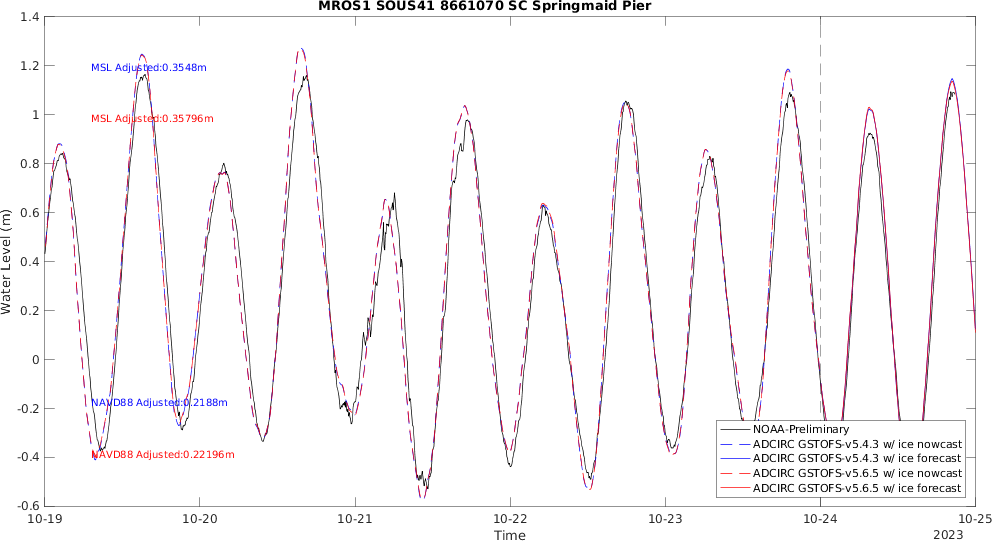 MROS1 SOUS41 8661070 SC Springmaid Pier
1.4
1.2
1
0.8
0.6
0.4
0.2
0
-0.2
-0.4
-0.6
Water Level (m)
MSL Adjusted:0.3548m
MSL Adjusted:0.35796m
NAVD88 Adjusted:0.2188m
NAVD88 Adjusted:0.22196m
NOAA-Preliminary
ADCIRC GSTOFS-v5.4.3 w/ ice nowcast
ADCIRC GSTOFS-v5.4.3 w/ ice forecast
ADCIRC GSTOFS-v5.6.5 w/ ice nowcast
ADCIRC GSTOFS-v5.6.5 w/ ice forecast
10-19 10-20 10-21 10-22 10-23 10-24 10-25
Time
2023